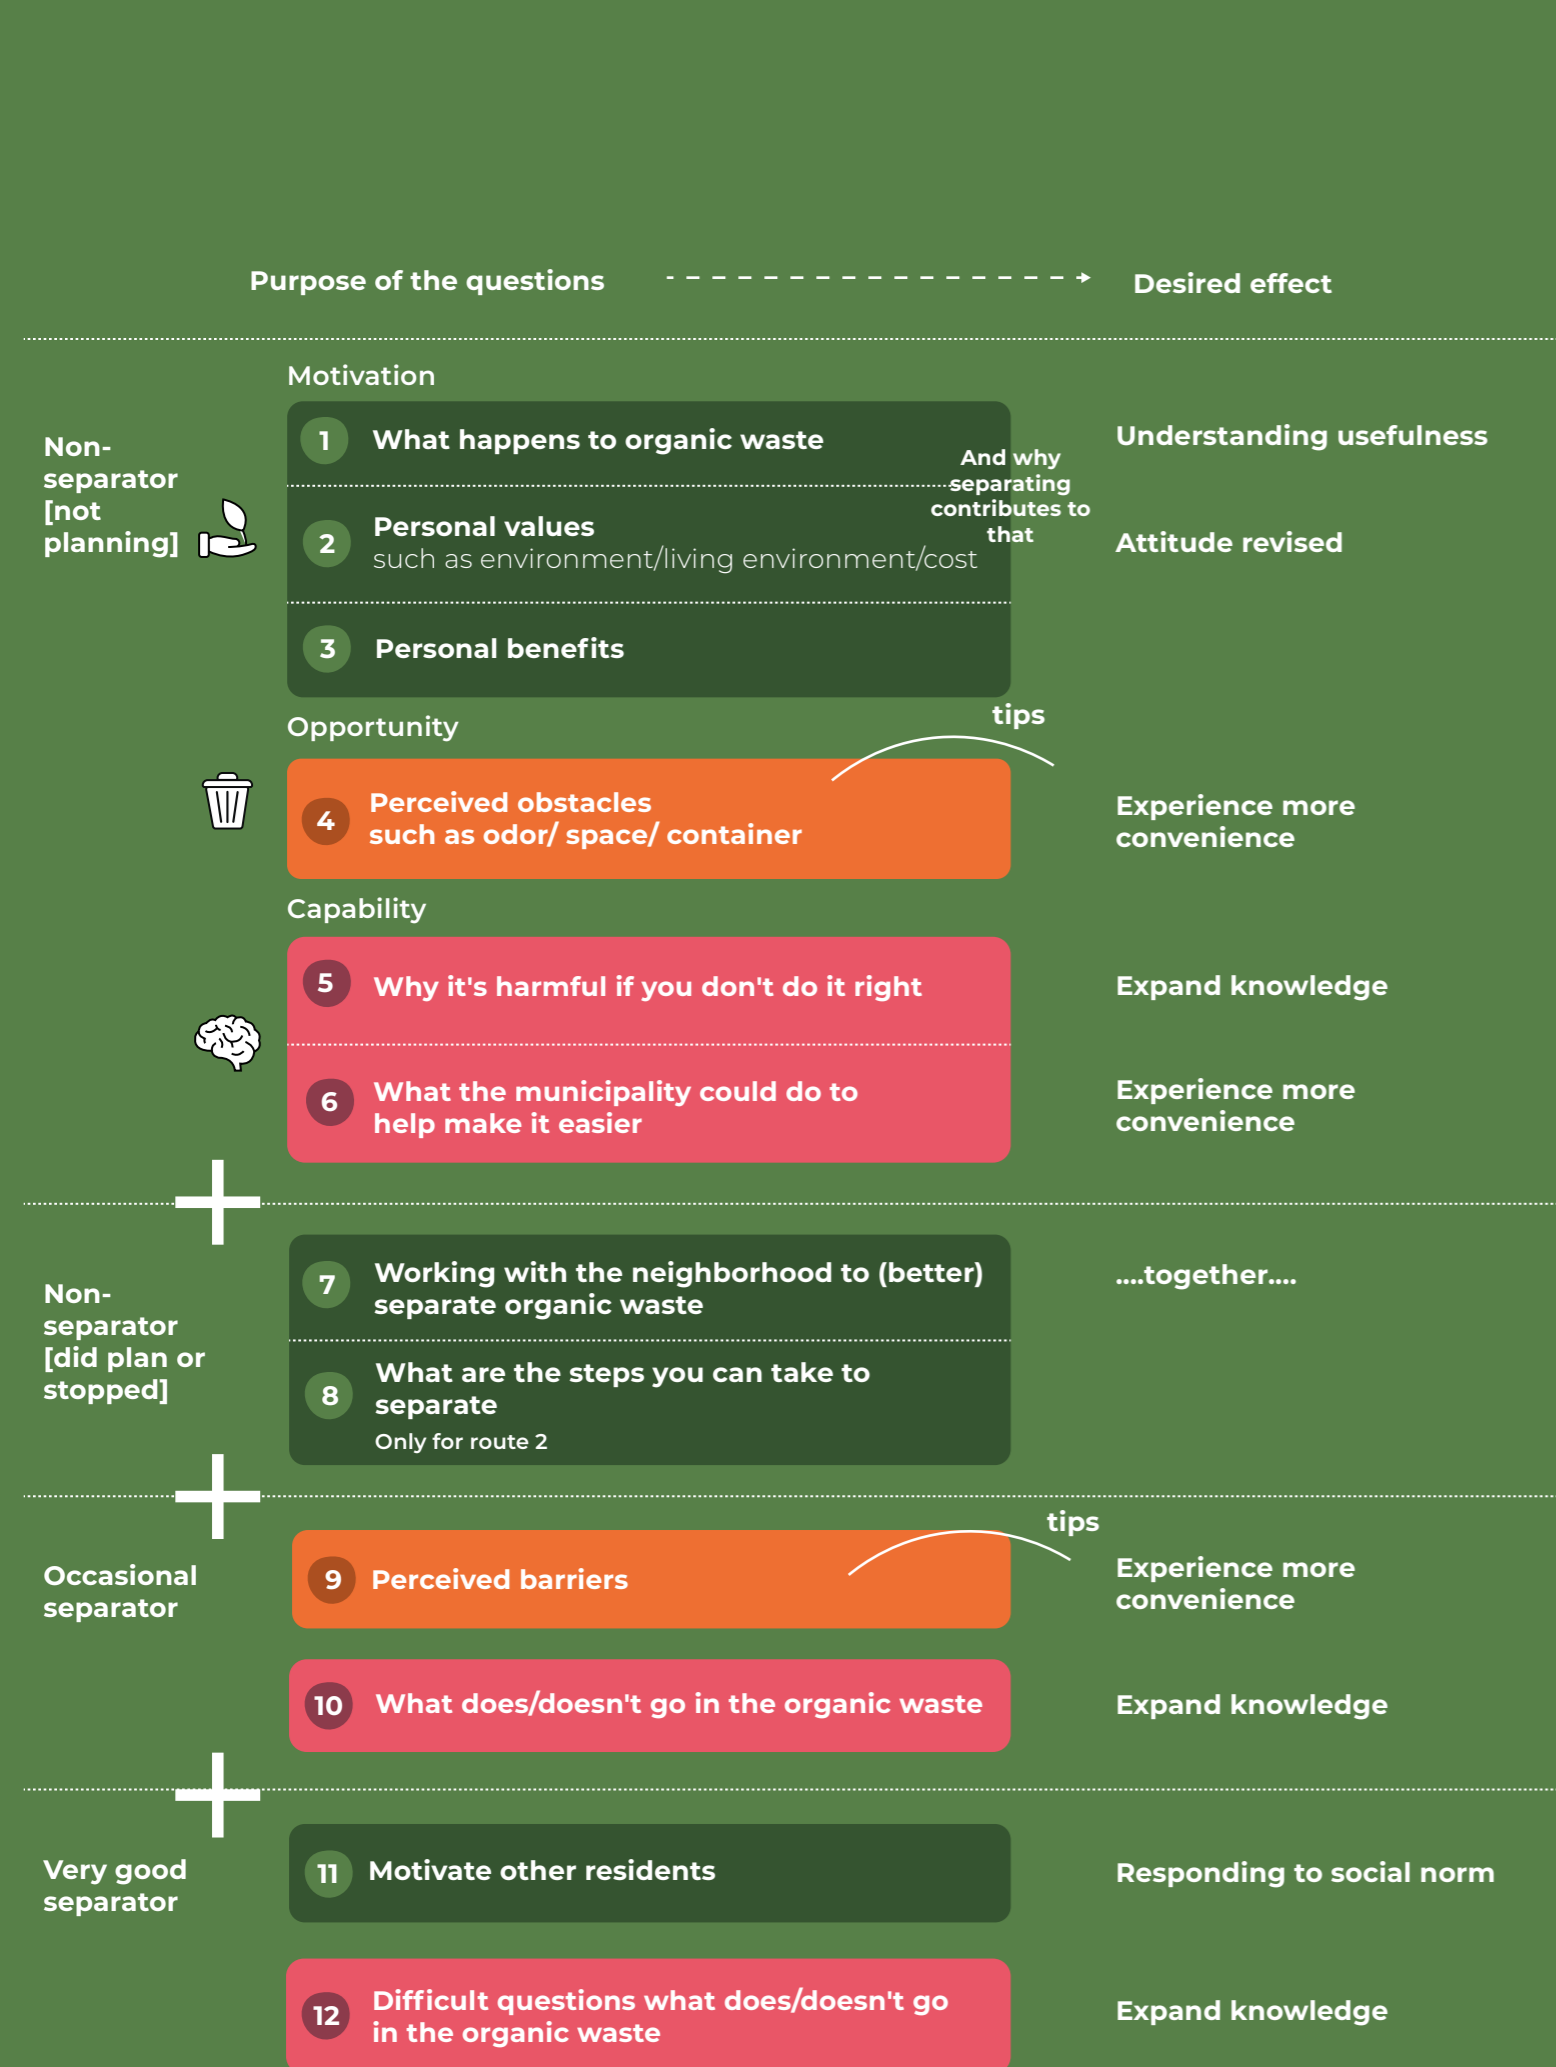 Purpose of the questions
Desired effect
Motivation
Non-
separator
[not
planning]
1
What happens to organic waste
And why
separating
contributes to
that
Understanding usefulness
2
Personal values
such as environment/living environment/cost
Attitude revised
3
Personal benefits
Opportunity
tips
4
Perceived obstacles
such as odor/ space/ container
Experience more
convenience
Capability
5
Why it's harmful if you don't do it right
Expand knowledge
6
What the municipality could do to
help make it easier
Experience more
convenience
Non-
separator
[did plan or
stopped]
7
Working with the neighborhood to (better)
separate organic waste
....together....
8
What are the steps you can take to
separate
Only for route 2
Occasional
separator
9
Perceived barriers
tips
Experience more
convenience
10
What does/doesn't go in the organic waste
Expand knowledge
Very good
separator
11
Motivate other residents
Responding to social norm
12
Difficult questions what does/doesn't go
in the organic waste
Expand knowledge